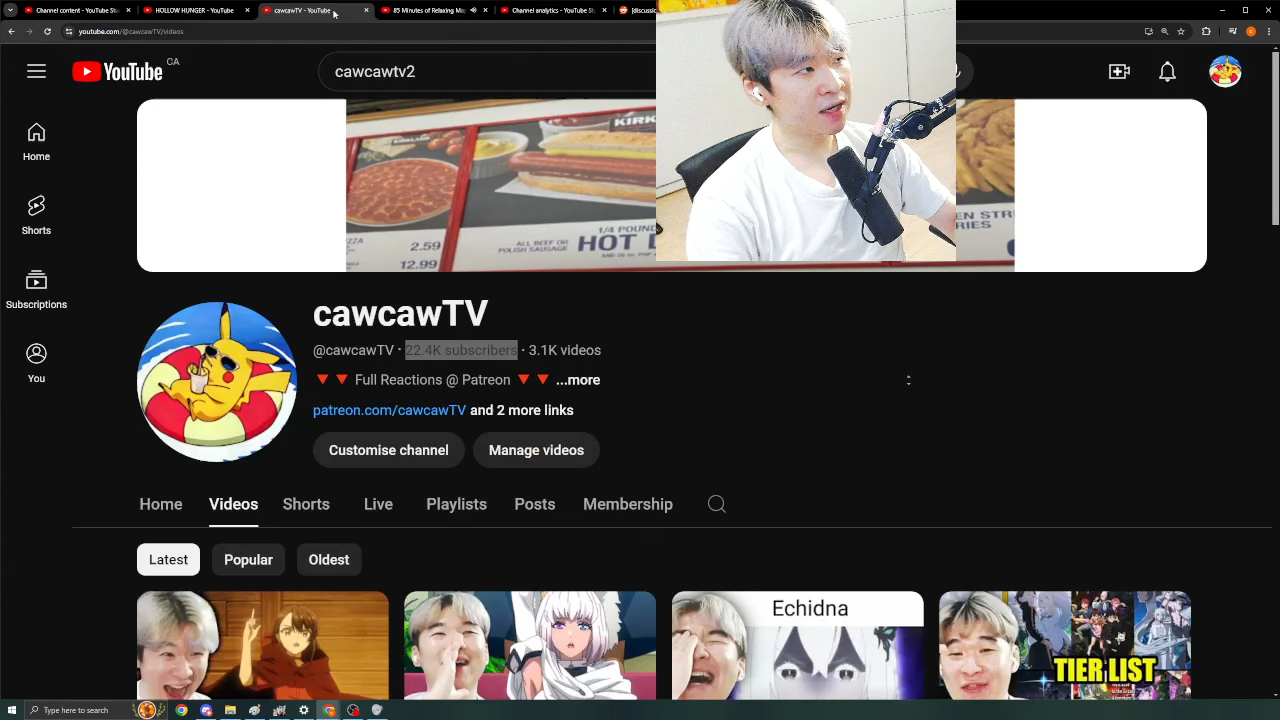 Channel content - YouTube Stu
HOLLOW HUNGER - YouTube
cawcawTV - YouTube
85 Minutes of Relaxing Ma
Channel analytics - YouTube St
[discussio
youtube.com/@cawcawTV/videos
YouTube CA
cawcawtv2
Home
Shorts
Subscriptions
You
KIRK
ZZA
2.59
12.99
ALL BEEF OR
POLISH SAUSAGE
1/4 POUND
HOT
EN STR
RIES
cawcawTV
@cawcawTV · 22.4K subscribers · 3.1K videos
🔻🔻 Full Reactions @ Patreon 🔻🔻 ...more
patreon.com/cawcawTV and 2 more links
Customise channel
Manage videos
Home
Videos
Shorts
Live
Playlists
Posts
Membership
Latest
Popular
Oldest
Echidna
TIER LIST
Type here to search